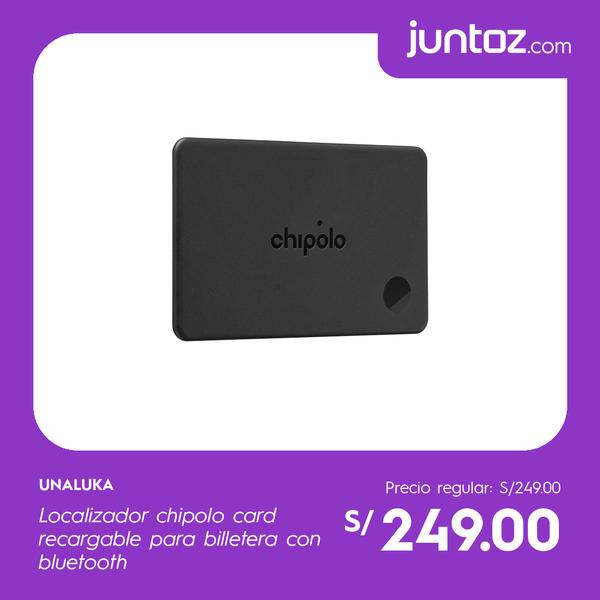 juntoz.com
chipolo
UNALUKA
Localizador chipolo card
recargable para billetera con
bluetooth
Precio regular: S/249.00
S/249.00